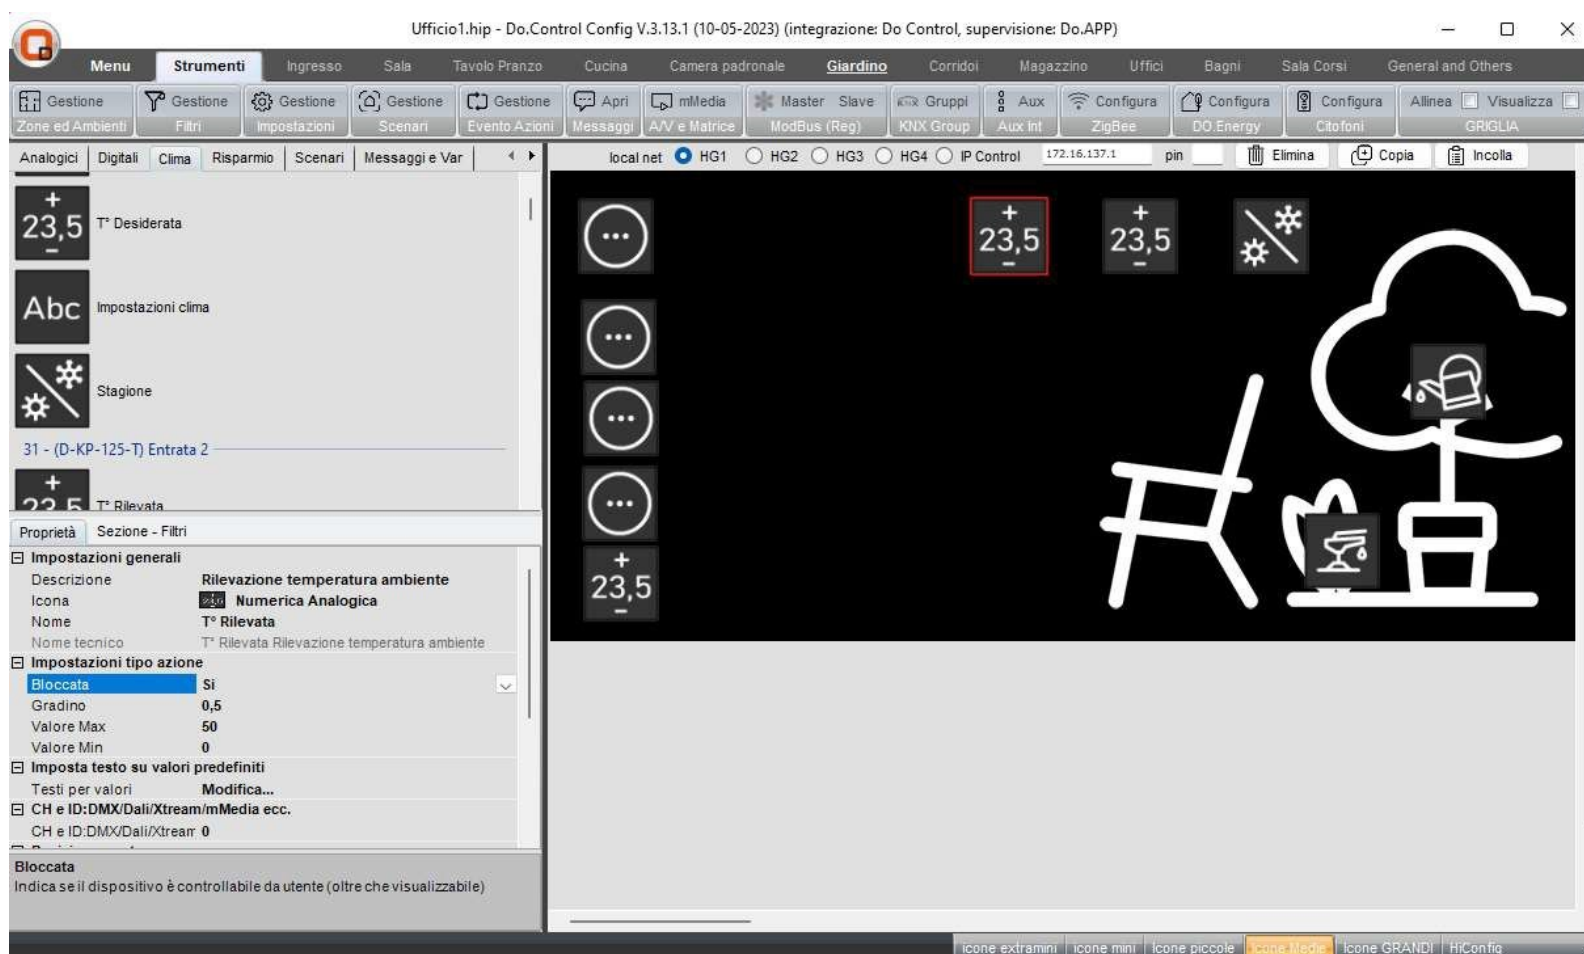 Ufficio1.hip - Do.Control Config V.3.13.1 (10-05-2023) (integrazione: Do Control, supervisione: Do.APP)
Menu Strumenti Ingresso Sala Tavolo Pranzo Cucina Camera padronale Giardino Corridoi Magazzino Uffici Bagni Sala Corsi General and Others
Gestione Gestione Gestione Gestione Gestione Apri mMedia Master Slave Gruppi Aux Configura Configura Configura Allinea Visualizza
Zone ed Ambienti Filtri Impostazioni Scenari Evento Azioni Messaggi A/V e Matrice ModBus (Reg) KNX Group Aux Int ZigBee DO.Energy Citofoni GRIGLIA
Analogici Digitali Clima Risparmio Scenari Messaggi e Var
local net HG1 HG2 HG3 HG4 IP Control 172.16.137.1 pin Elimina Copia Incolla
23,5 T° Desiderata
Abc Impostazioni clima
Stagione
31 - (D-KP-125-T) Entrata 2
23,5 T° Rilevata
23,5 23,5
23,5
Proprietà Sezione - Filtri
Impostazioni generali
Descrizione Rilevazione temperatura ambiente
Icona Numerica Analogica
Nome T° Rilevata
Nome tecnico T° Rilevata Rilevazione temperatura ambiente
Impostazioni tipo azione
Bloccata Si
Gradino 0,5
Valore Max 50
Valore Min 0
Imposta testo su valori predefiniti
Testi per valori Modifica...
CH e ID:DMX/Dali/Xtream/mMedia ecc.
CH e ID:DMX/Dali/Xtream 0
Bloccata
Indica se il dispositivo è controllabile da utente (oltre che visualizzabile)
icone extramini icone mini Icone piccole Icone Medie Icone GRANDI HiConfig